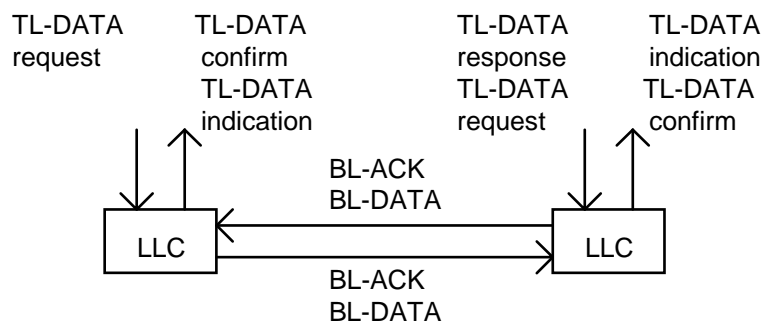 TL-DATA
request
TL-DATA
confirm
TL-DATA
indication
TL-DATA
response
TL-DATA
request
TL-DATA
indication
TL-DATA
confirm
BL-ACK
BL-DATA
LLC
LLC
BL-ACK
BL-DATA